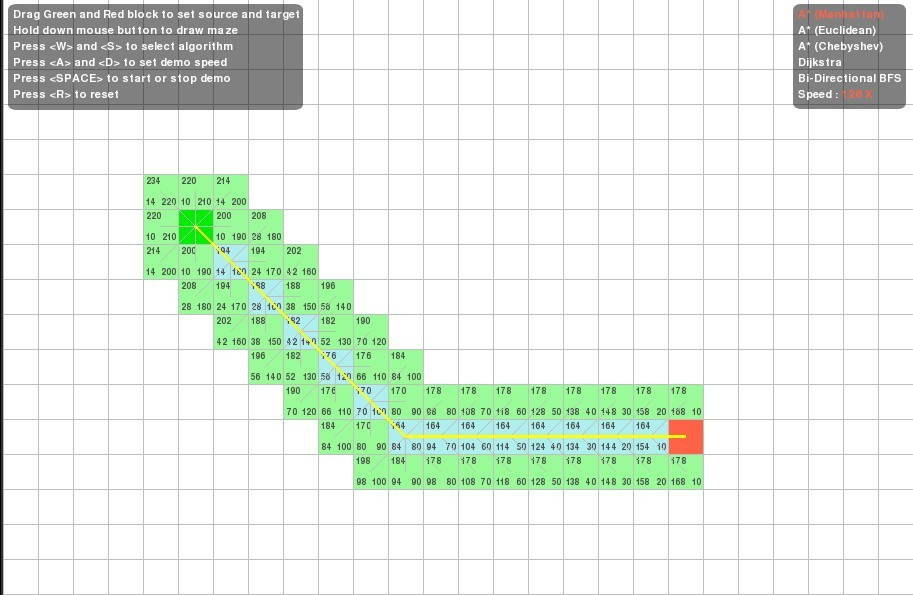 Drag Green and Red block to set source and target
Hold down mouse button to draw maze
Press <W> and <S> to select algorithm
Press <A> and <D> to set demo speed
Press <SPACE> to start or stop demo
Press <R> to reset
A* (Manhattan)
A* (Euclidean)
A* (Chebyshev)
Dijkstra
Bi-Directional BFS
Speed : 128 X
234 220 214
14 220 10 210 14 200
220 200 208
10 210 10 190 28 180
214 200 194 194 202
14 200 10 190 14 180 24 170 42 160
208 194 188 188 196
28 180 24 170 28 160 38 150 56 140
202 188 182 182 190
42 160 38 150 42 140 52 130 70 120
196 182 176 176 184
56 140 52 130 56 120 66 110 84 100
190 176 170 170 178 178 178 178 178 178 178 178
70 120 66 110 70 100 80 90 98 80 108 70 118 60 128 50 138 40 148 30 158 20 168 10
184 170 164 164 164 164 164 164 164 164
84 100 80 90 84 80 94 70 104 60 114 50 124 40 134 30 144 20 154 10
198 184 178 178 178 178 178 178 178 178
98 100 94 90 98 80 108 70 118 60 128 50 138 40 148 30 158 20 168 10